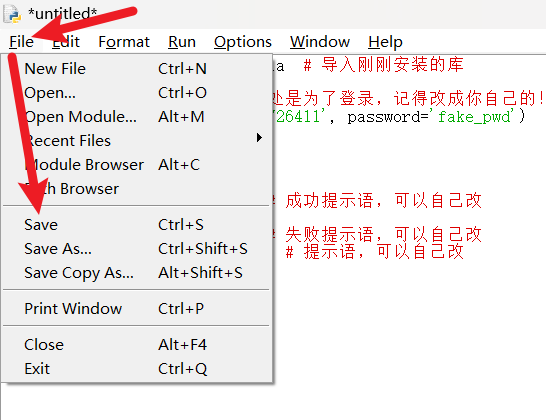 *untitled*
File Edit Format Run Options Window Help
New File Ctrl+N
Open... Ctrl+O
Open Module... Alt+M
Recent Files
Module Browser Alt+C
Browser
Save Ctrl+S
Save As... Ctrl+Shift+S
Save Copy As... Alt+Shift+S
Print Window Ctrl+P
Close Alt+F4
Exit Ctrl+Q
a # 导入刚刚安装的库
处是为了登录，记得改成你自己的！
26411', password='fake_pwd')
成功提示语，可以自己改
失败提示语，可以自己改
# 提示语，可以自己改